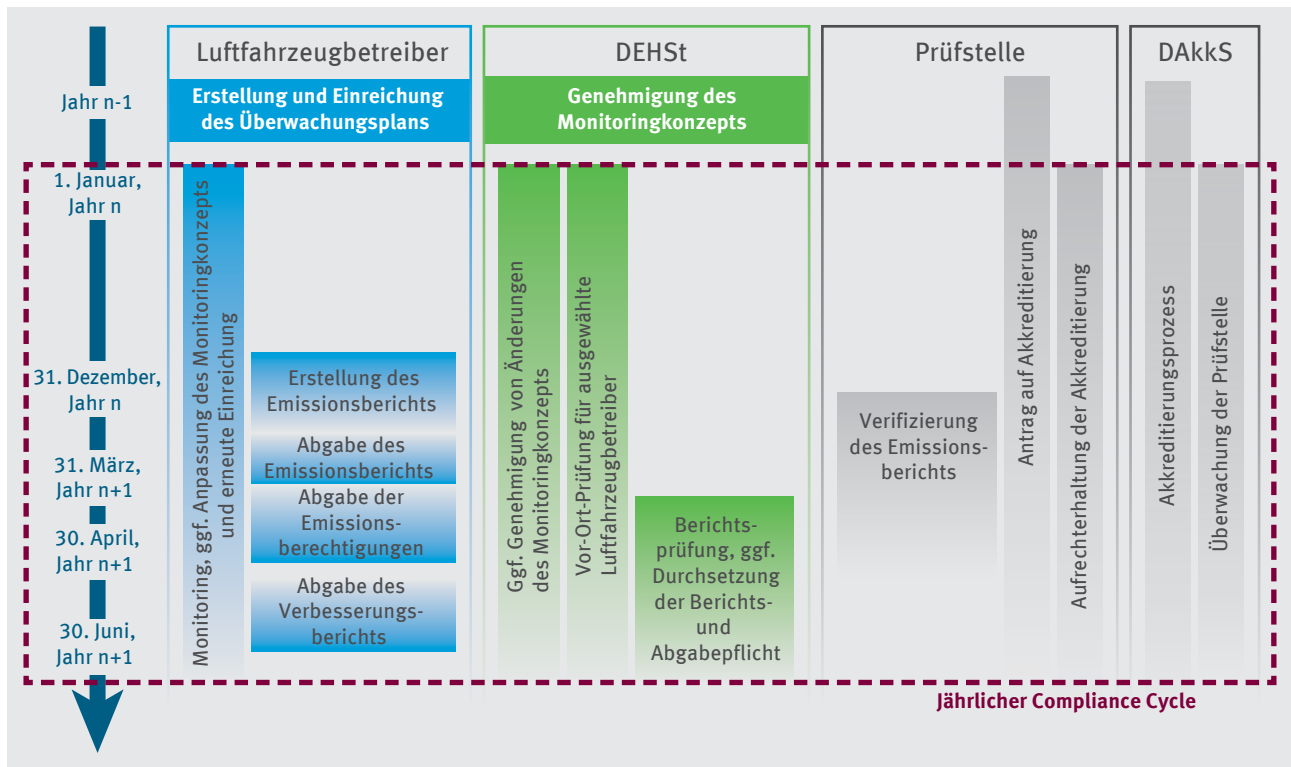 Jahr n-1
1. Januar,
Jahr n
31. Dezember,
Jahr n
31. März,
Jahr n+1
30. April,
Jahr n+1
30. Juni,
Jahr n+1
Luftfahrzeugbetreiber
Erstellung und Einreichung
des Überwachungsplans
Monitoring, ggf. Anpassung des Monitoringkonzepts
und erneute Einreichung
Erstellung des
Emissionsberichts
Abgabe des
Emissionsberichts
Abgabe der
Emissions-
berechtigungen
Abgabe des
Verbesserungs-
berichts
DEHSt
Genehmigung des
Monitoringkonzepts
Ggf. Genehmigung von Änderungen
des Monitoringkonzepts
Vor-Ort-Prüfung für ausgewählte
Luftfahrzeugbetreiber
Berichts-
prüfung, ggf.
Durchsetzung
der Berichts-
und
Abgabepflicht
Prüfstelle
Verifizierung
des Emissions-
berichts
Antrag auf Akkreditierung
Aufrechterhaltung der Akkreditierung
DAkkS
Akkreditierungsprozess
Überwachung der Prüfstelle
Jährlicher Compliance Cycle